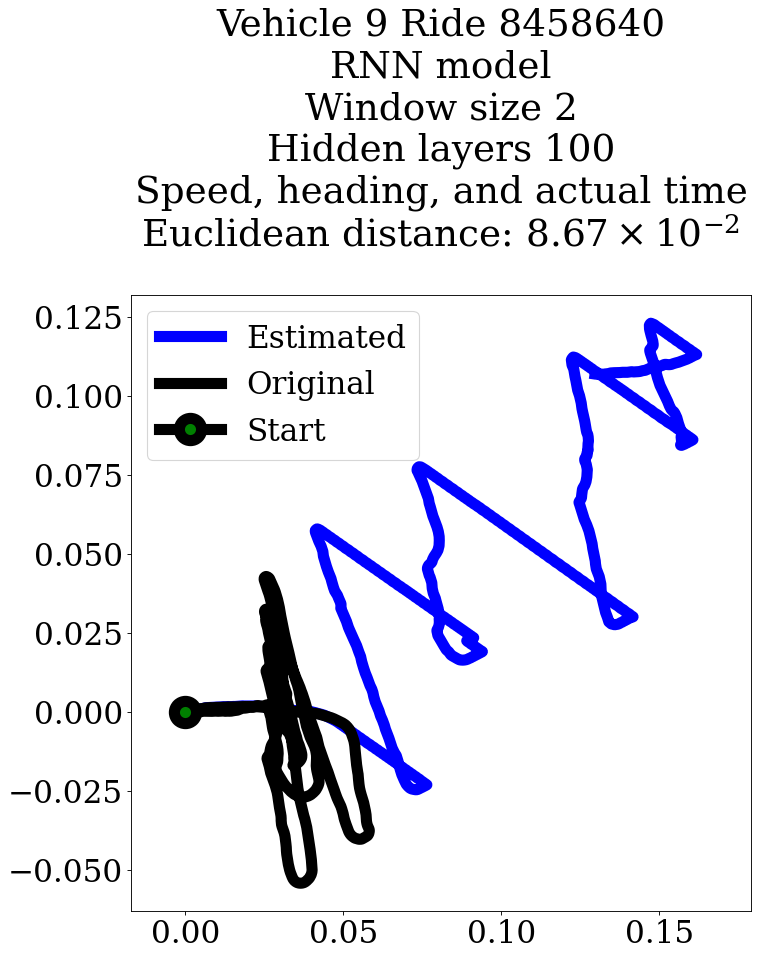 Vehicle 9 Ride 8458640
RNN model
Window size 2
Hidden layers 100
Speed, heading, and actual time
Euclidean distance: 8.67 × 10⁻²
Estimated
Original
Start
0.125
0.100
0.075
0.050
0.025
0.000
−0.025
−0.050
0.00 0.05 0.10 0.15